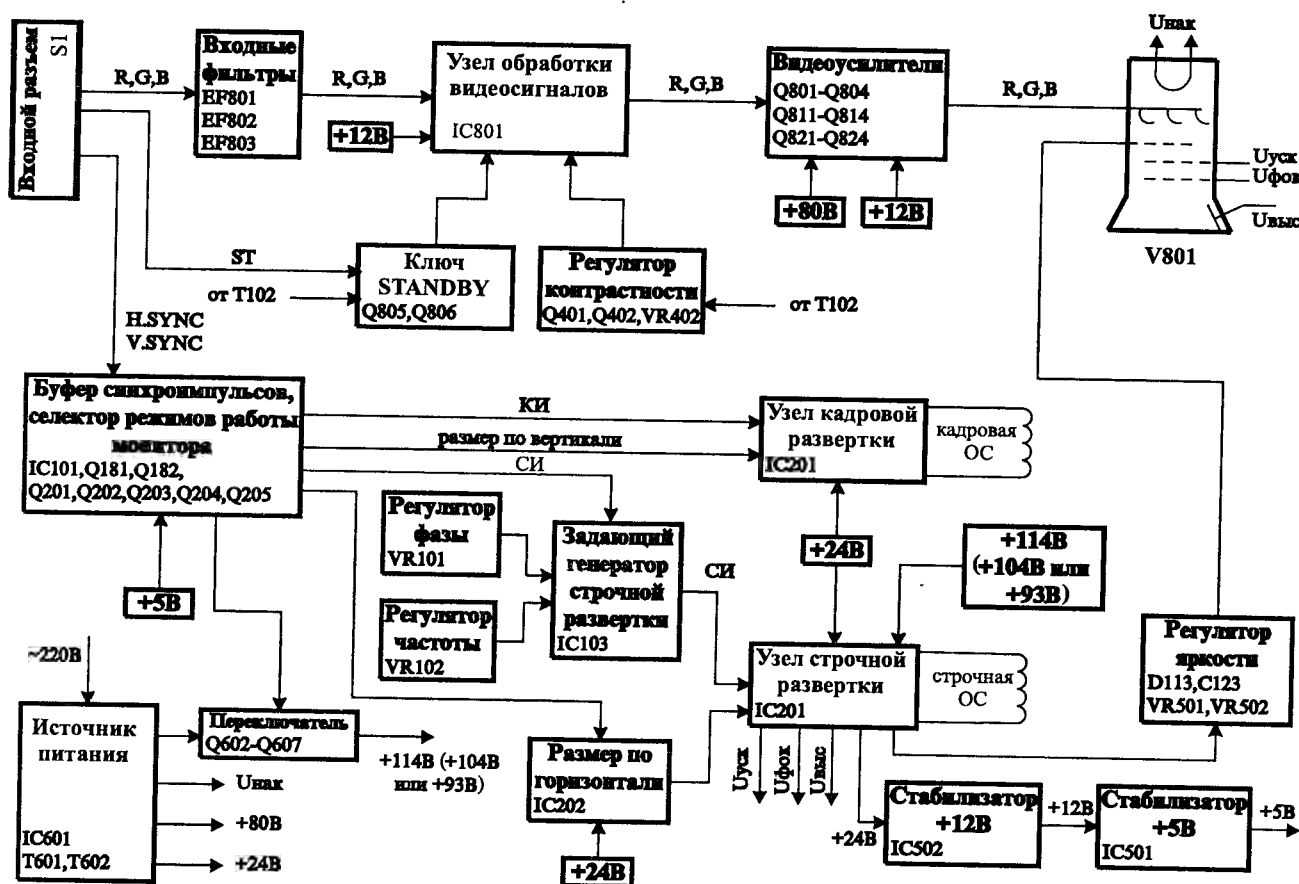 Входной разъем
S1
R,G,B
Входные
фильтры
EF801
EF802
EF803
R,G,B
+12В
Узел обработки
видеосигналов
IC801
R,G,B
Видеоусилители
Q801-Q804
Q811-Q814
Q821-Q824
+80В
+12В
R,G,B
Uнак
Uуск
Uфок
Uвыс
V801
ST
от T102
Ключ
STANDBY
Q805,Q806
Регулятор
контрастности
Q401,Q402,VR402
от T102
H.SYNC
V.SYNC
Буфер синхроимпульсов,
селектор режимов работы
монитора
IC101,Q181,Q182,
Q201,Q202,Q203,Q204,Q205
КИ
размер по вертикали
СИ
Узел кадровой
развертки
IC201
кадровая
ОС
+5В
Регулятор
фазы
VR101
Регулятор
частоты
VR102
Задающий
генератор
строчной
развертки
IC103
СИ
+24В
+114В
(+104В или
+93В)
Узел строчной
развертки
IC201
строчная
ОС
Регулятор
яркости
D113,C123
VR501,VR502
~220В
Источник
питания
IC601
T601,T602
Переключатель
Q602-Q607
+114В (+104В
или +93В)
Uнак
+80В
+24В
Размер по
горизонтали
IC202
+24В
Uуск
Uфох
Uвыс
+24В
Стабилизатор
+12В
IC502
+12В
Стабилизатор
+5В
IC501
+5В